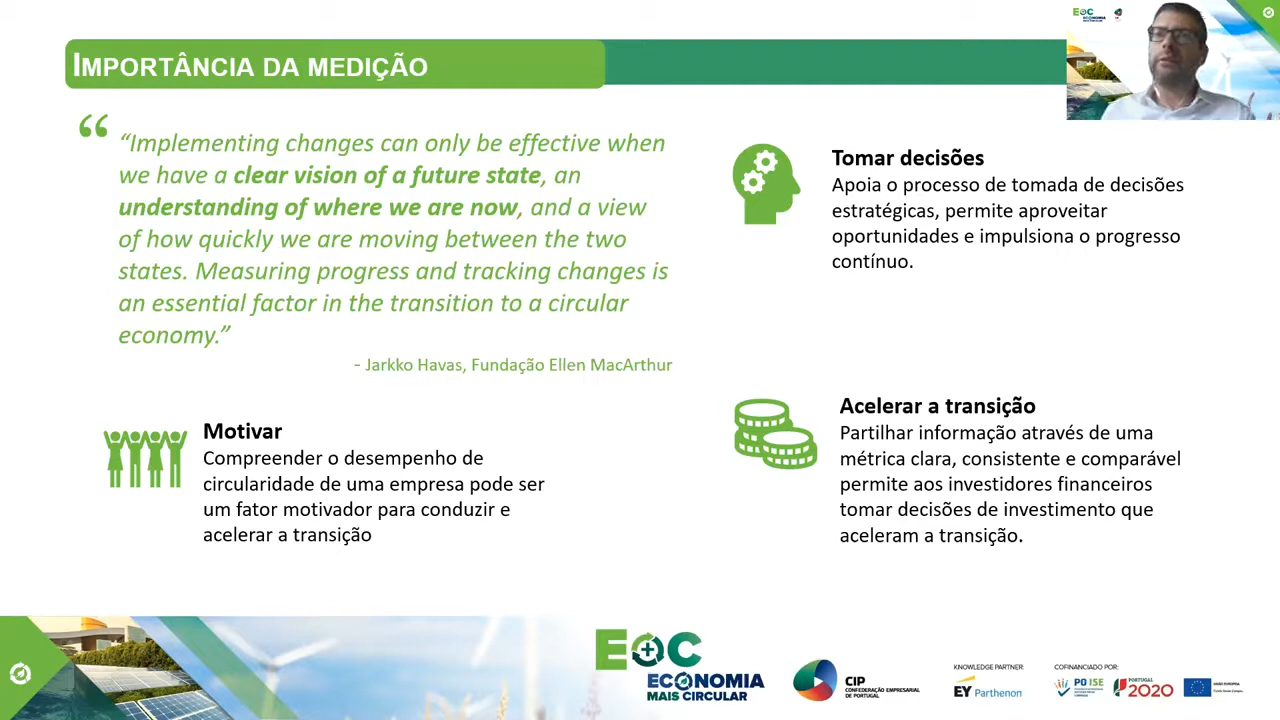 IMPORTÂNCIA DA MEDIÇÃO
“
“Implementing changes can only be effective when
we have a clear vision of a future state, an
understanding of where we are now, and a view
of how quickly we are moving between the two
states. Measuring progress and tracking changes is
an essential factor in the transition to a circular
economy.”
- Jarkko Havas, Fundação Ellen MacArthur
Motivar
Compreender o desempenho de
circularidade de uma empresa pode ser
um fator motivador para conduzir e
acelerar a transição
Tomar decisões
Apoia o processo de tomada de decisões
estratégicas, permite aproveitar
oportunidades e impulsiona o progresso
contínuo.
Acelerar a transição
Partilhar informação através de uma
métrica clara, consistente e comparável
permite aos investidores financeiros
tomar decisões de investimento que
aceleram a transição.
E+C
ECONOMIA
MAIS CIRCULAR
CIP
CONFEDERAÇÃO EMPRESARIAL
DE PORTUGAL
KNOWLEDGE PARTNER:
EY Parthenon
COFINANCIADO POR:
PO ISE
PORTUGAL
2020
UNIÃO EUROPEIA
EOC
ECONOMIA
MAIS CIRCULAR